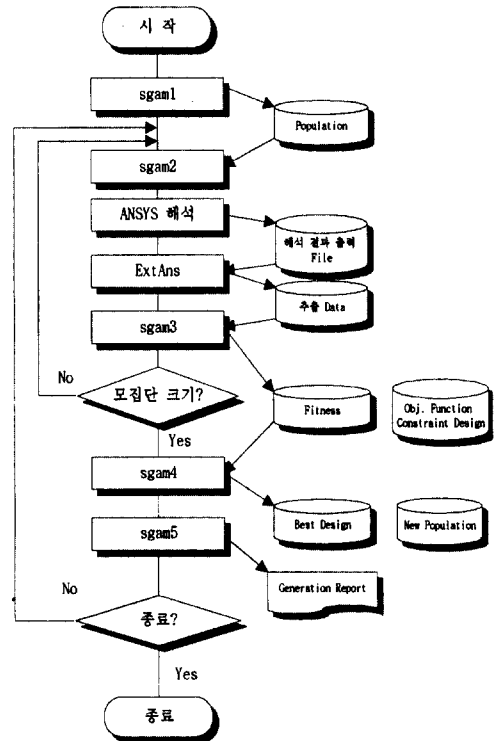 시 작
sgam1
Population
sgam2
ANSYS 해석
해석 결과 출력
File
ExtAns
추출 Data
sgam3
No
모집단 크기?
Fitness
Obj. Function
Constraint Design
Yes
sgam4
Best Design
New Population
sgam5
Generation Report
No
종료?
Yes
종료